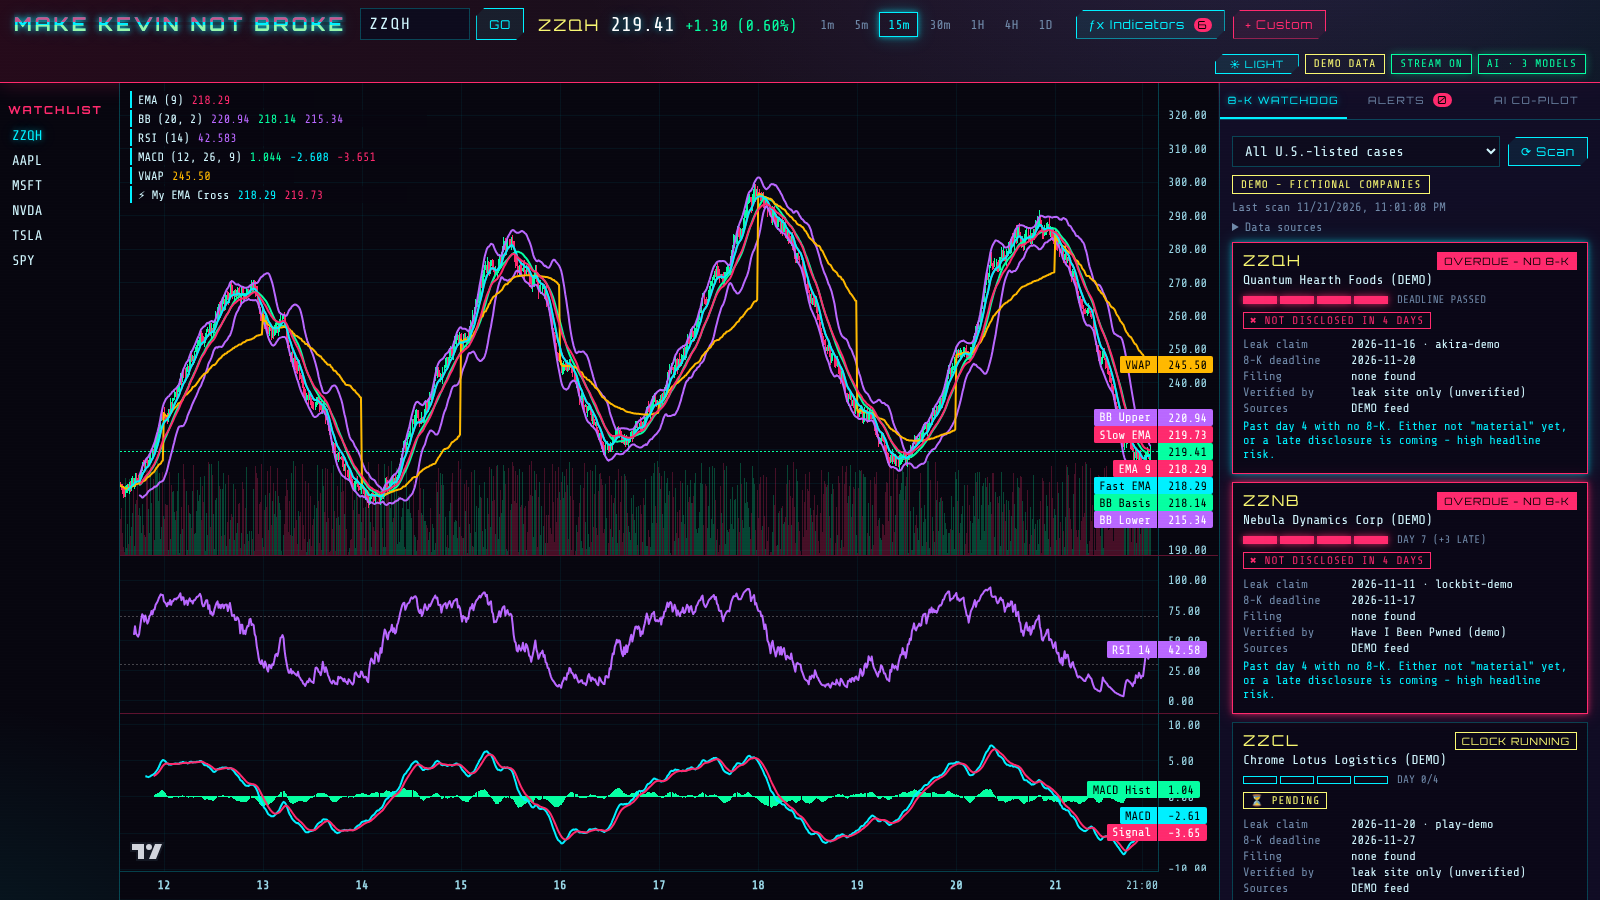 MAKE KEVIN NOT BROKE
ZZQH
GO
ZZQH 219.41 +1.30 (0.60%)
1m 5m 15m 30m 1H 4H 1D
ƒx Indicators 6
+ Custom
☀ LIGHT
DEMO DATA
STREAM ON
AI · 3 MODELS
WATCHLIST
ZZQH
AAPL
MSFT
NVDA
TSLA
SPY
EMA (9) 218.29
BB (20, 2) 220.94 218.14 215.34
RSI (14) 42.583
MACD (12, 26, 9) 1.044 -2.608 -3.651
VWAP 245.50
⚡ My EMA Cross 218.29 219.73
320.00
310.00
300.00
290.00
280.00
270.00
260.00
250.00
VWAP 245.50
240.00
BB Upper 220.94
Slow EMA 219.73
219.41
EMA 9 218.29
Fast EMA 218.29
BB Basis 218.14
BB Lower 215.34
190.00
100.00
75.00
50.00
RSI 14 42.58
25.00
0.00
10.00
5.00
MACD Hist 1.04
0.00
MACD -2.61
Signal -3.65
-10.00
12 13 14 15 16 17 18 19 20 21 21:00
8-K WATCHDOG
ALERTS 0
AI CO-PILOT
All U.S.-listed cases
⟳ Scan
DEMO - FICTIONAL COMPANIES
Last scan 11/21/2026, 11:01:08 PM
▶ Data sources
ZZQH
OVERDUE - NO 8-K
Quantum Hearth Foods (DEMO)
DEADLINE PASSED
✖ NOT DISCLOSED IN 4 DAYS
Leak claim 2026-11-16 · akira-demo
8-K deadline 2026-11-20
Filing none found
Verified by leak site only (unverified)
Sources DEMO feed
Past day 4 with no 8-K. Either not "material" yet,
or a late disclosure is coming - high headline
risk.
ZZNB
OVERDUE - NO 8-K
Nebula Dynamics Corp (DEMO)
DAY 7 (+3 LATE)
✖ NOT DISCLOSED IN 4 DAYS
Leak claim 2026-11-11 · lockbit-demo
8-K deadline 2026-11-17
Filing none found
Verified by Have I Been Pwned (demo)
Sources DEMO feed
Past day 4 with no 8-K. Either not "material" yet,
or a late disclosure is coming - high headline
risk.
ZZCL
CLOCK RUNNING
Chrome Lotus Logistics (DEMO)
DAY 0/4
⌛ PENDING
Leak claim 2026-11-20 · play-demo
8-K deadline 2026-11-27
Filing none found
Verified by leak site only (unverified)
Sources DEMO feed